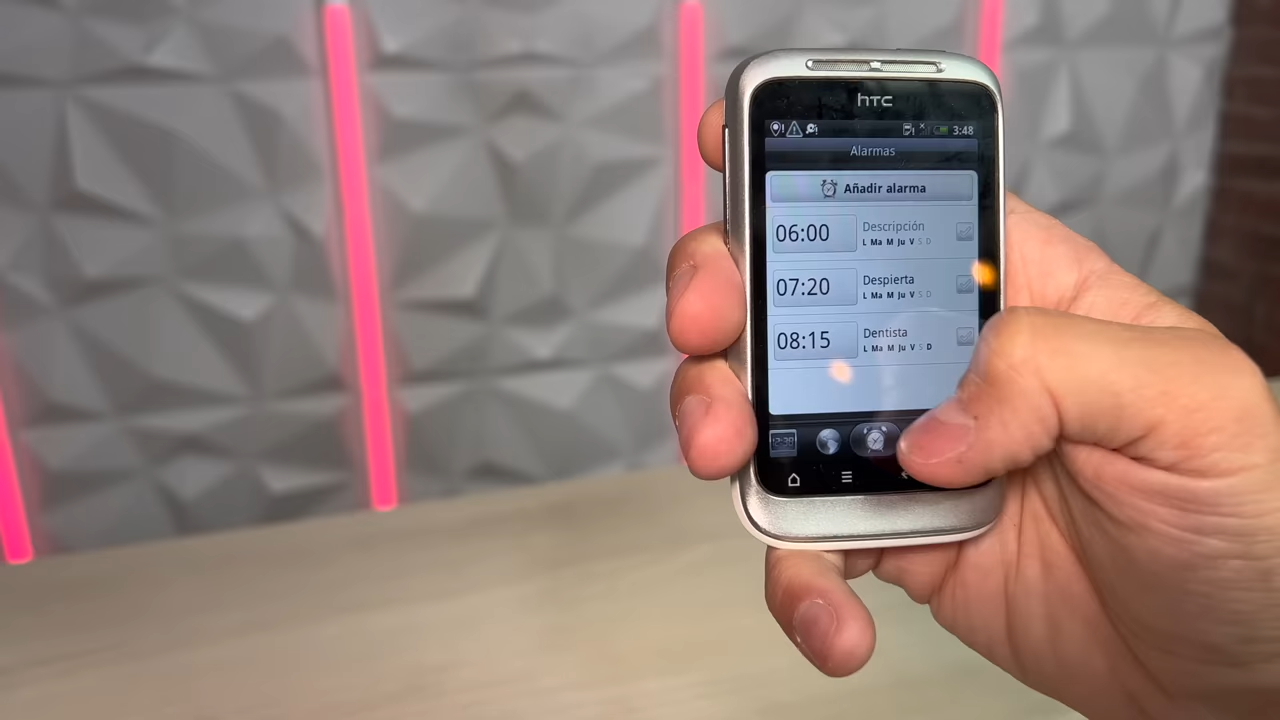 hTC
3:48
Alarmas
Añadir alarma
06:00 Descripción
L Ma M Ju V S D
07:20 Despierta
L Ma M Ju V S D
08:15 Dentista
L Ma M Ju V S D
12:30